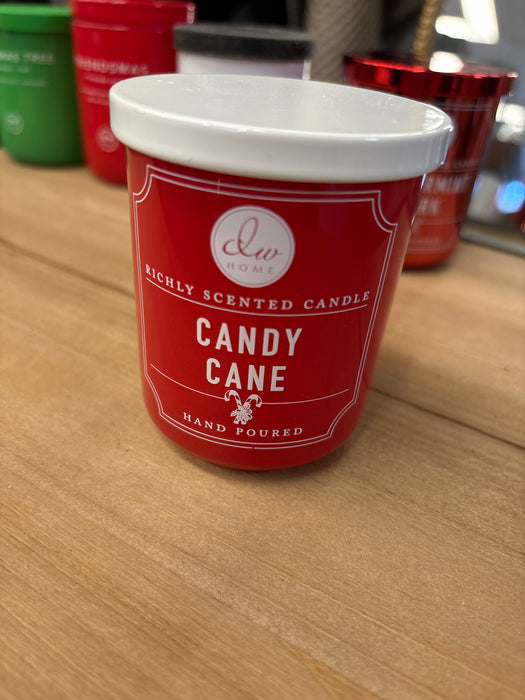 DW
HOME
RICHLY SCENTED CANDLE
CANDY
CANE
HAND POURED